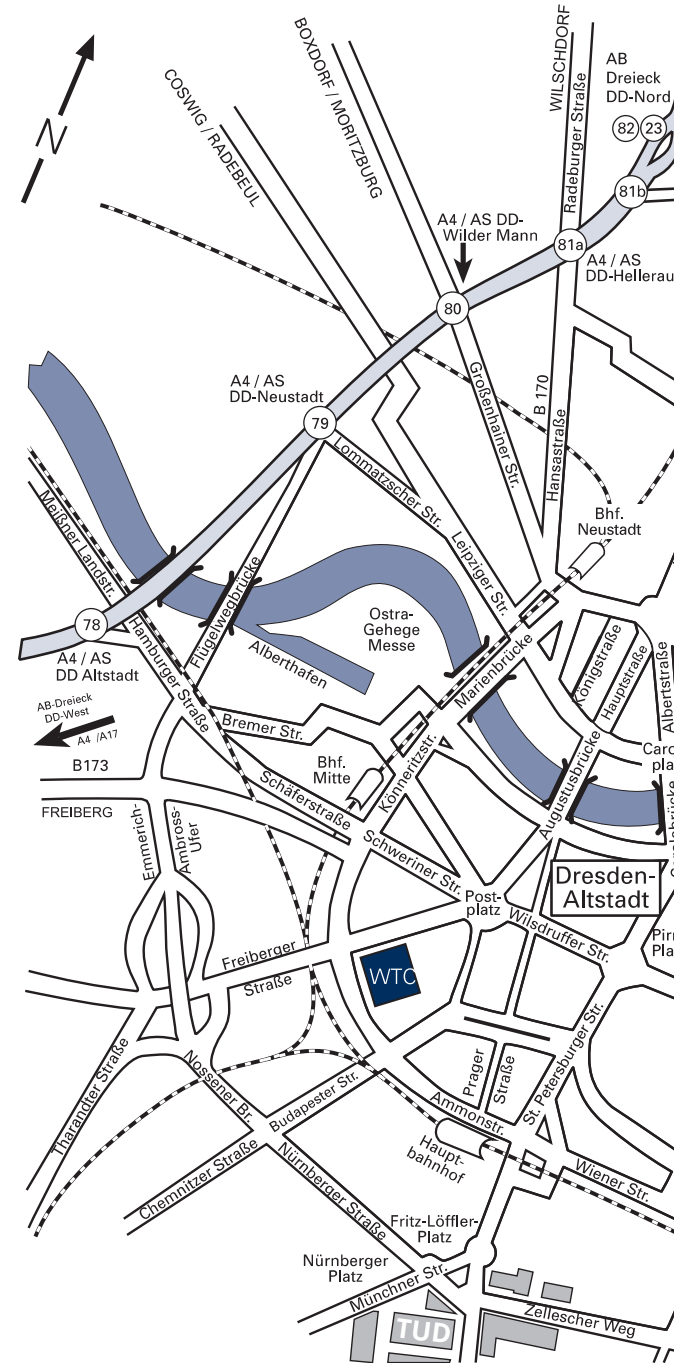 N
COSWIG / RADEBEUL
BOXDORF / MORITZBURG
WILSCHDORF
Radeburger Straße
AB
Dreieck
DD-Nord
82
23
81b
81a
A4 / AS
DD-Hellerau
A4 / AS DD-
Wilder Mann
80
A4 / AS
DD-Neustadt
79
Großenhainer Str.
B 170
Hansastraße
Lommatzscher Str.
Leipziger Str.
Bhf.
Neustadt
Meißner Landstr.
78
A4 / AS
DD Altstadt
Hamburger Straße
Flügelwegbrücke
Alberthafen
Ostra-
Gehege
Messe
Marienbrücke
Königstraße
Hauptstraße
Albertstraße
AB-Dreieck
DD-West
A4 /A17
B173
FREIBERG
Bremer Str.
Bhf.
Mitte
Könneritzstr.
Augustusbrücke
Schäferstraße
Emmerich-
Ambross-
Ufer
Schweriner Str.
Post-
platz
Wilsdruffer Str.
Dresden-
Altstadt
Freiberger
Straße
WTC
Prager
Straße
St. Petersburger Str.
Tharandter Straße
Nossener Br.
Budapester Str.
Ammonstr.
Chemnitzer Straße
Nürnberger Straße
Haupt-
bahnhof
Wiener Str.
Fritz-Löffler-
Platz
Nürnberger
Platz
Münchner Str.
Zellescher Weg
TUD